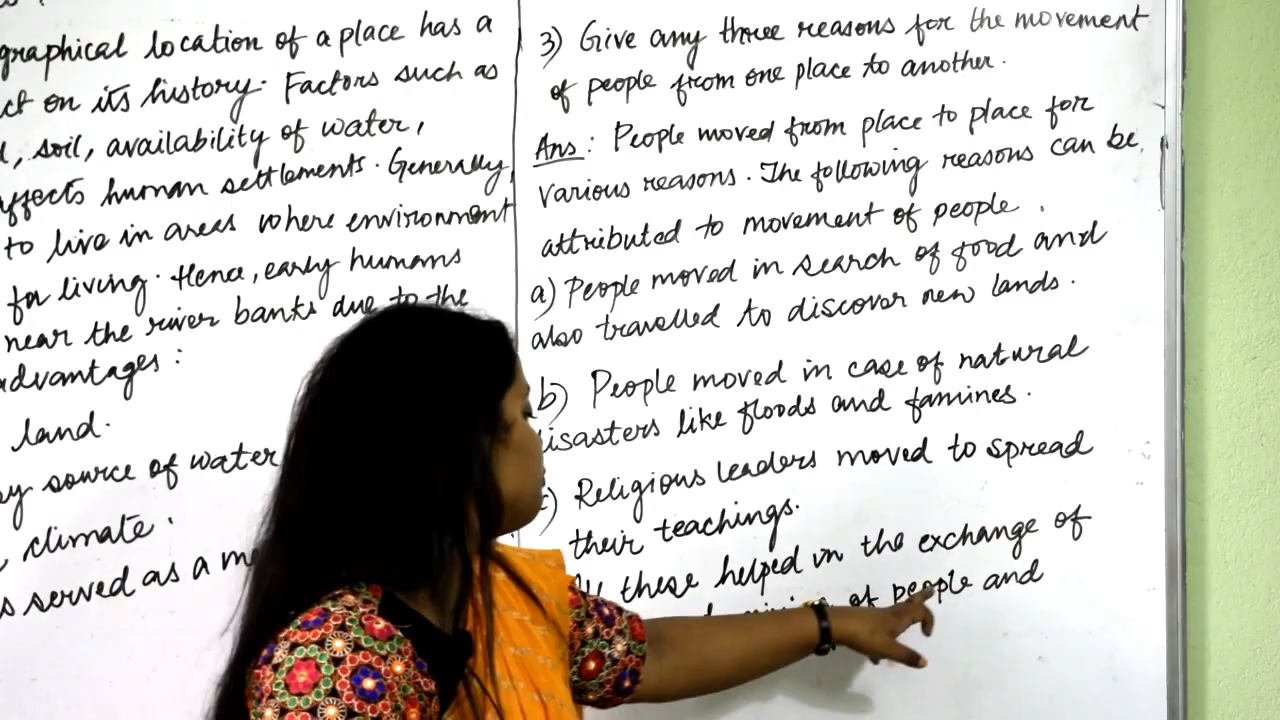 graphical location of a place has a
on its history. Factors such as
soil, availability of water,
affects human settlements. Generally,
to live in areas where environment
for living. Hence, early humans
near the river banks due to the
advantages:
land.
source of water
climate.
served as a
3) Give any three reasons for the movement
of people from one place to another.
Ans: People moved from place to place for
various reasons. The following reasons can be
attributed to movement of people.
a) People moved in search of food and
also travelled to discover new lands.
b) People moved in case of natural
disasters like floods and famines.
c) Religious leaders moved to spread
their teachings.
these helped in the exchange of
of people and